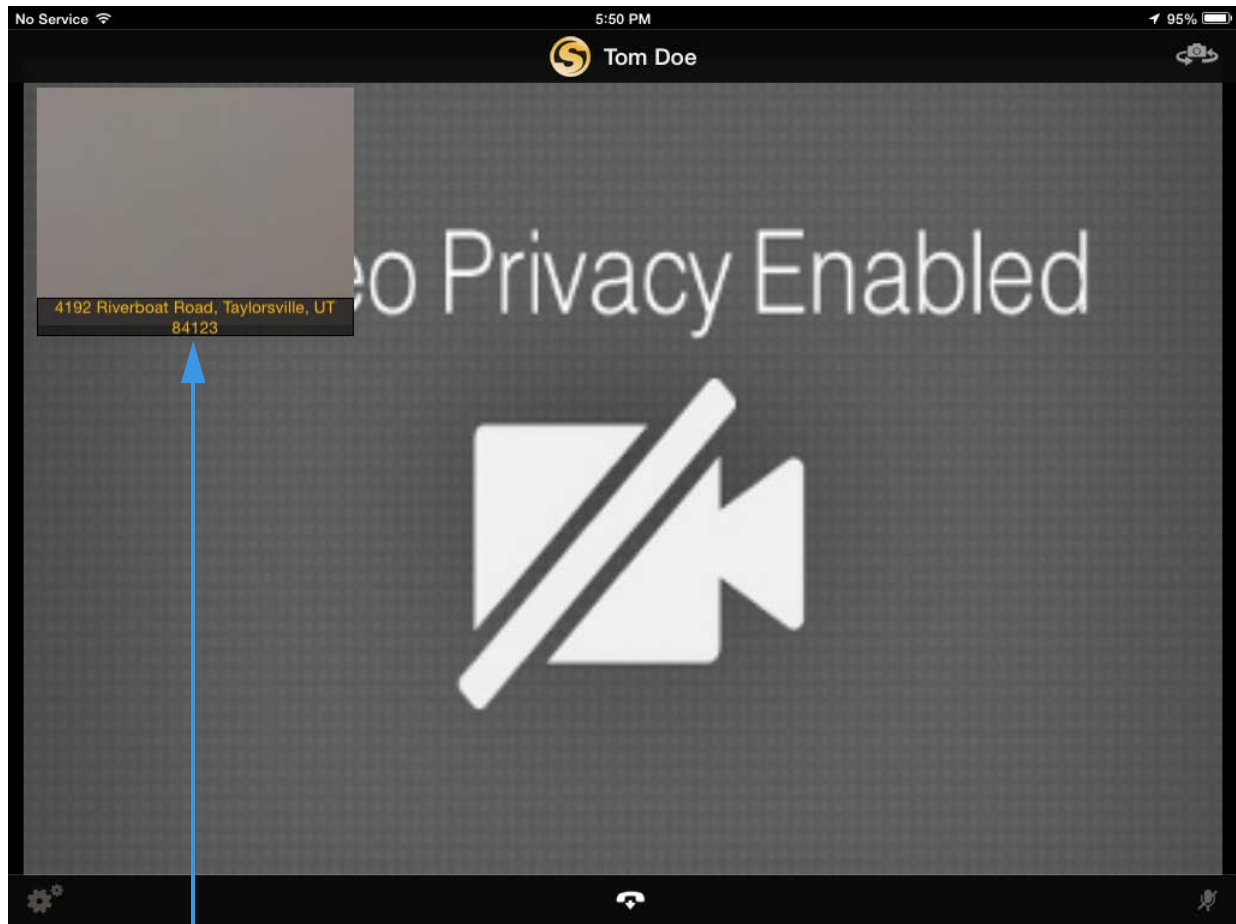 No Service 5:50 PM 95%
Tom Doe
eo Privacy Enabled
4192 Riverboat Road, Taylorsville, UT
84123